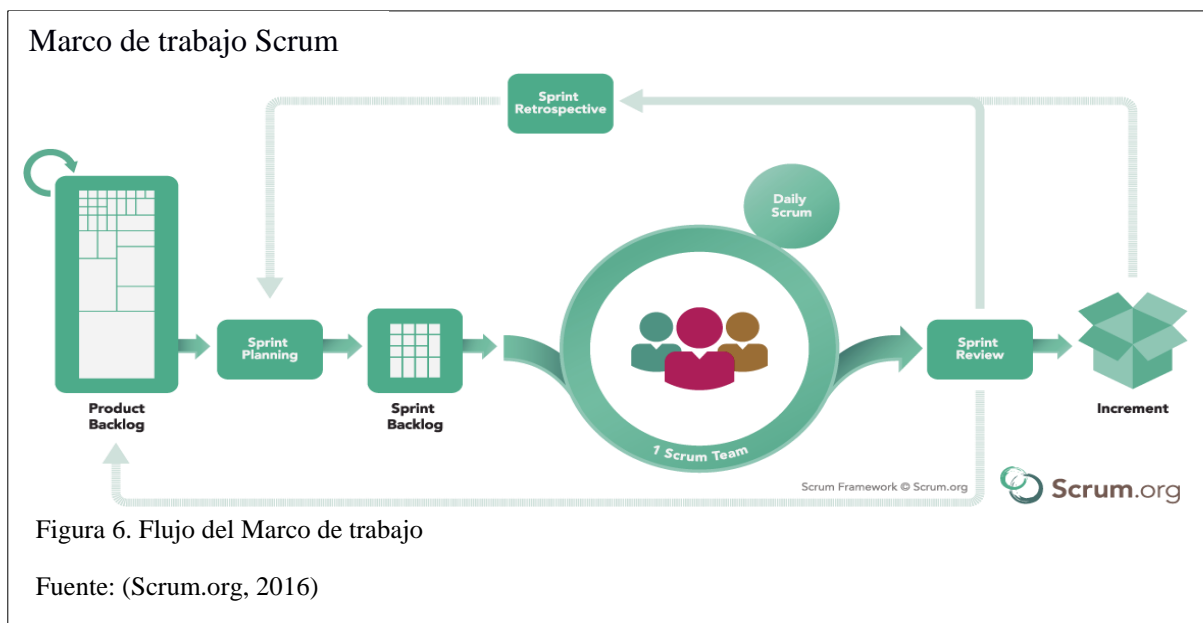 Marco de trabajo Scrum
Sprint
Retrospective
Daily
Scrum
Sprint
Planning
Sprint
Review
Product
Backlog
Sprint
Backlog
Increment
1 Scrum Team
Scrum Framework © Scrum.org
Scrum.org
Figura 6. Flujo del Marco de trabajo
Fuente: (Scrum.org, 2016)